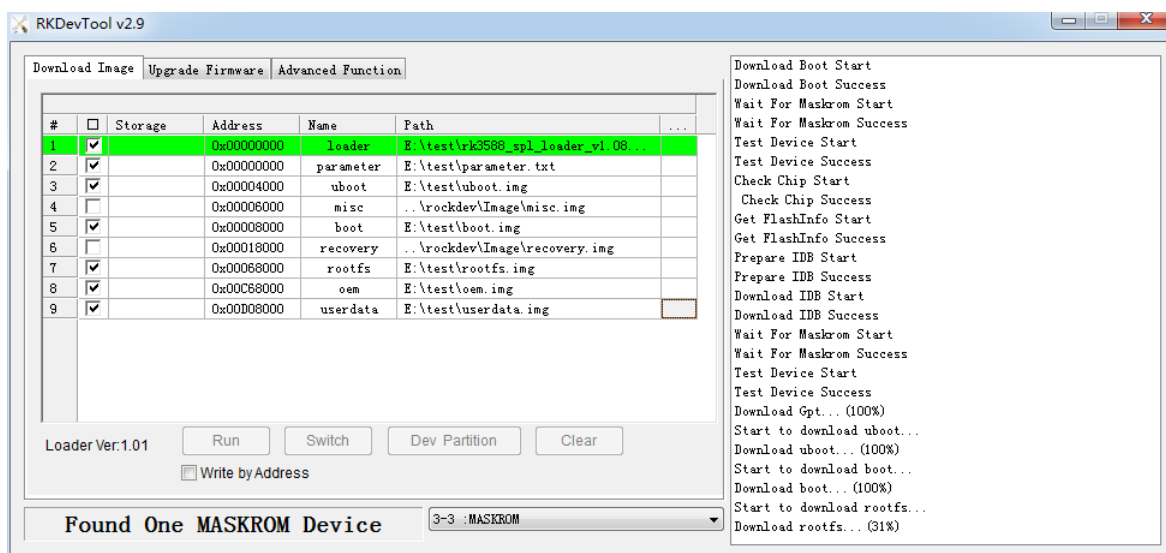 RKDevTool v2.9
Download Image Upgrade Firmware Advanced Function
# Storage Address Name Path ...
1 0x00000000 loader E:\test\rk3588_spl_loader_v1.08...
2 0x00000000 parameter E:\test\parameter.txt
3 0x00004000 uboot E:\test\uboot.img
4 0x00006000 misc ..\rockdev\Image\misc.img
5 0x00008000 boot E:\test\boot.img
6 0x00018000 recovery ..\rockdev\Image\recovery.img
7 0x00068000 rootfs E:\test\rootfs.img
8 0x00C68000 oem E:\test\oem.img
9 0x00D08000 userdata E:\test\userdata.img
Loader Ver:1.01 Run Switch Dev Partition Clear
Write by Address
Found One MASKROM Device 3-3 :MASKROM
Download Boot Start
Download Boot Success
Wait For Maskrom Start
Wait For Maskrom Success
Test Device Start
Test Device Success
Check Chip Start
Check Chip Success
Get FlashInfo Start
Get FlashInfo Success
Prepare IDB Start
Prepare IDB Success
Download IDB Start
Download IDB Success
Wait For Maskrom Start
Wait For Maskrom Success
Test Device Start
Test Device Success
Download Gpt... (100%)
Start to download uboot...
Download uboot... (100%)
Start to download boot...
Download boot... (100%)
Start to download rootfs...
Download rootfs... (31%)